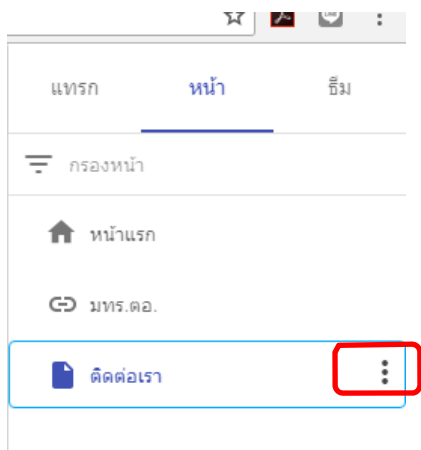 แทรก หน้า ธีม
กรองหน้า
หน้าแรก
มทร.ตอ.
ติดต่อเรา